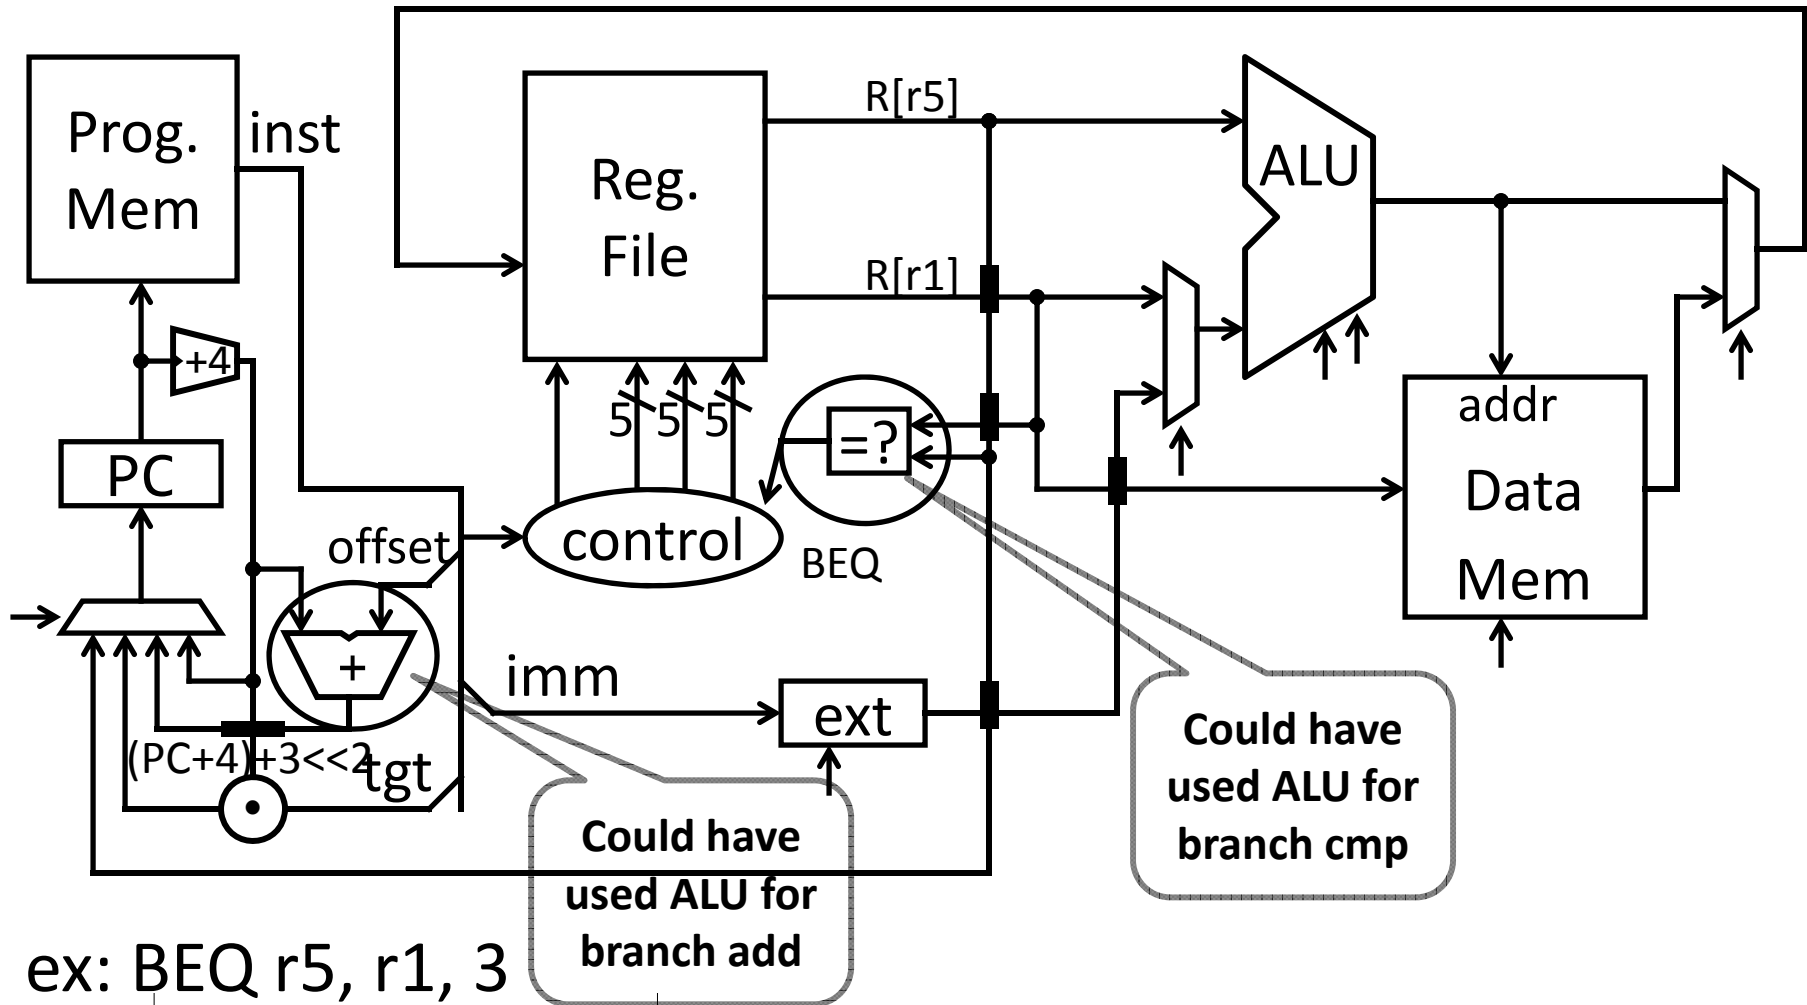 Prog.
Mem
inst
+4
PC
Reg.
File
R[r5]
R[r1]
5
5
5
=?
control
BEQ
ALU
addr
Data
Mem
offset
+
imm
ext
(PC+4)+3<<2
tgt
Could have
used ALU for
branch cmp
Could have
used ALU for
branch add
ex: BEQ r5, r1, 3